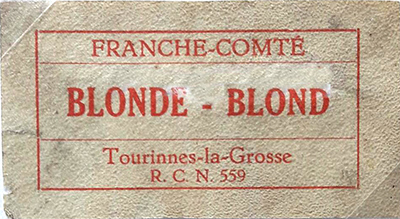 FRANCHE-COMTÉ
BLONDE - BLOND
Tourinnes-la-Grosse
R. C. N. 559